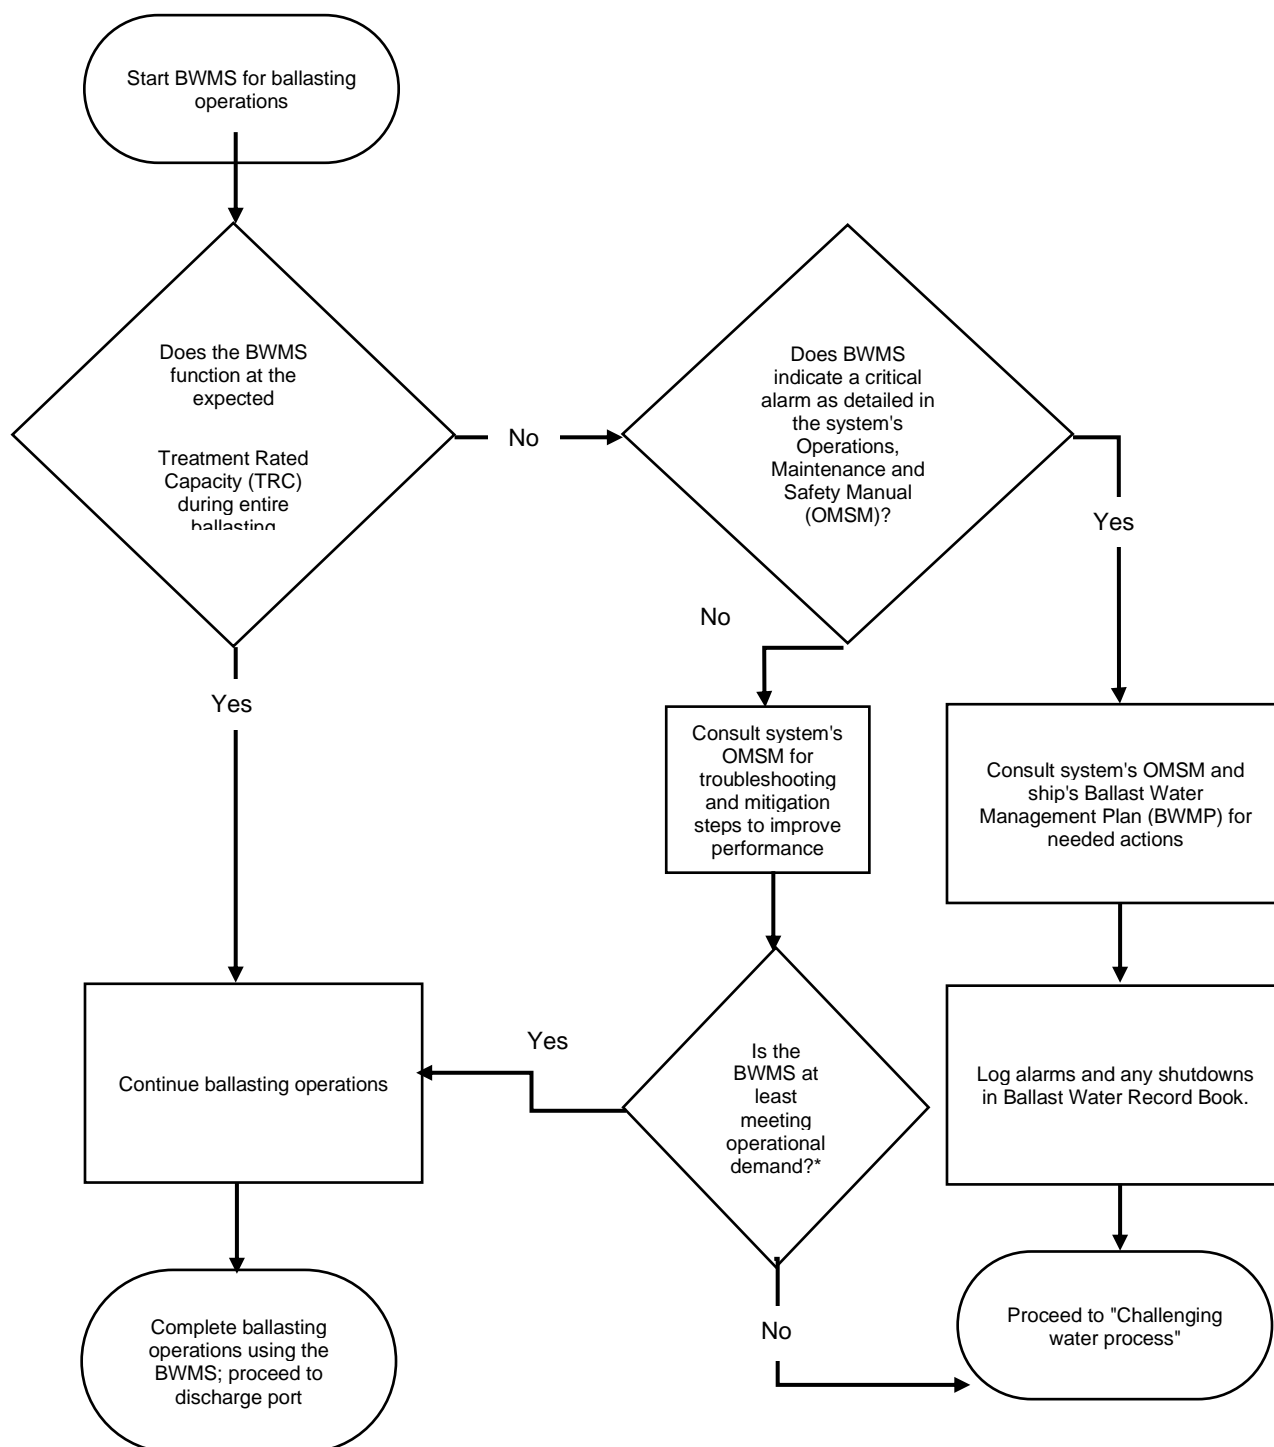 Start BWMS for ballasting
operations
Does the BWMS
function at the
expected
Treatment Rated
Capacity (TRC)
during entire
ballasting
No
Does BWMS
indicate a critical
alarm as detailed in
the system's
Operations,
Maintenance and
Safety Manual
(OMSM)?
Yes
No
Yes
Consult system's
OMSM for
troubleshooting
and mitigation
steps to improve
performance
Consult system's OMSM and
ship's Ballast Water
Management Plan (BWMP) for
needed actions
Continue ballasting operations
Yes
Is the
BWMS at
least
meeting
operational
demand?*
Log alarms and any shutdowns
in Ballast Water Record Book.
No
Complete ballasting
operations using the
BWMS; proceed to
discharge port
Proceed to "Challenging
water process"